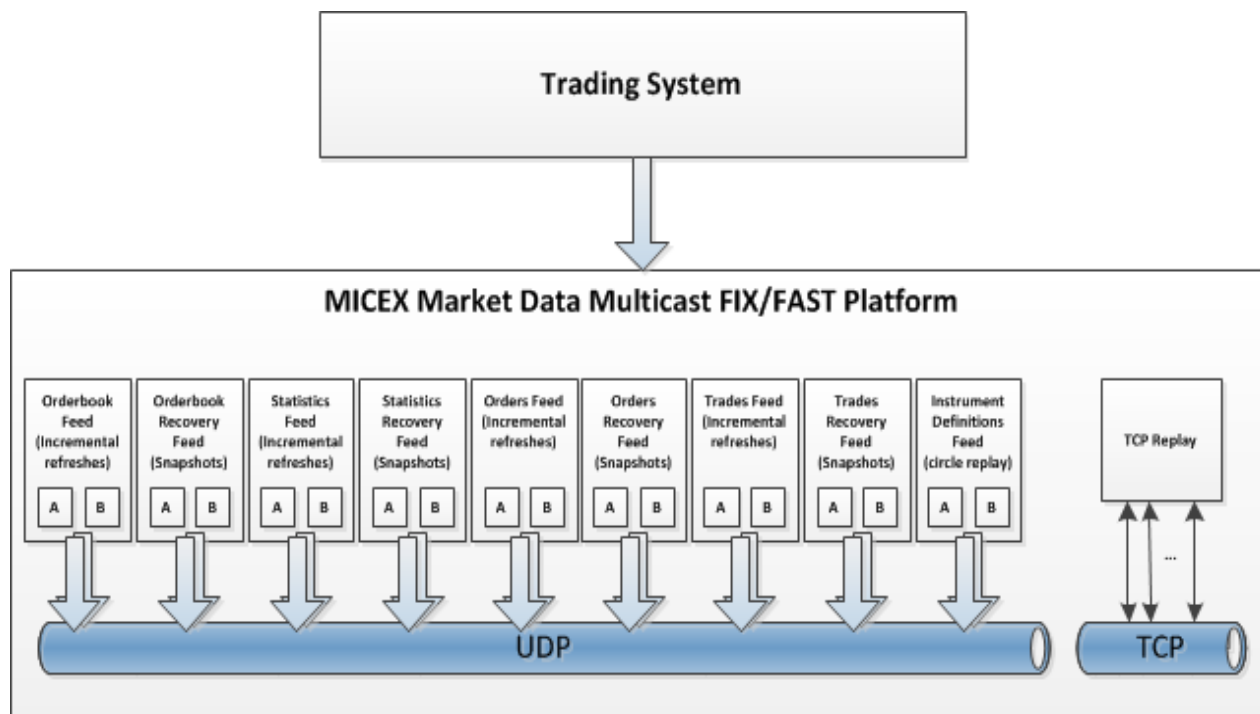 Trading System
MICEX Market Data Multicast FIX/FAST Platform
Orderbook
Feed
(Incremental
refreshes)
A B
Orderbook
Recovery
Feed
(Snapshots)
A B
Statistics
Feed
(Incremental
refreshes)
A B
Statistics
Recovery
Feed
(Snapshots)
A B
Orders Feed
(Incremental
refreshes)
A B
Orders
Recovery
Feed
(Snapshots)
A B
Trades Feed
(Incremental
refreshes)
A B
Trades
Recovery
Feed
(Snapshots)
A B
Instrument
Definitions
Feed
(circle replay)
A B
TCP Replay
...
UDP
TCP